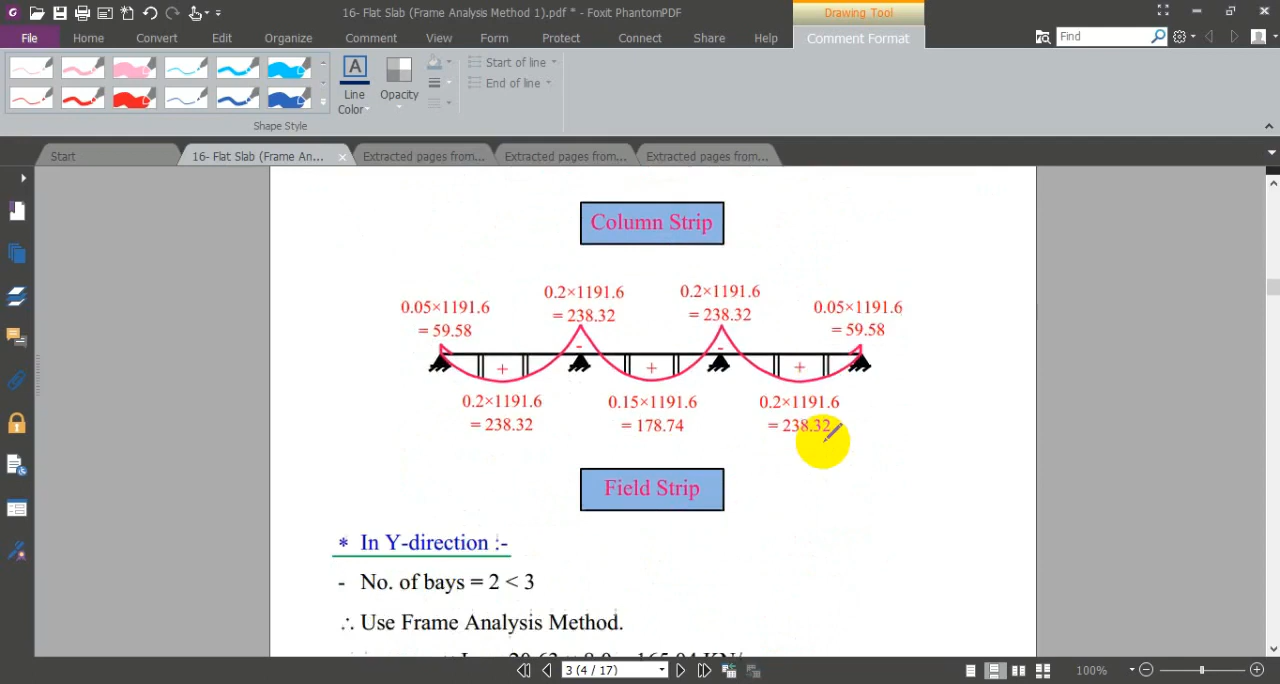 16- Flat Slab (Frame Analysis Method 1).pdf * - Foxit PhantomPDF
Drawing Tool
File Home Convert Edit Organize Comment View Form Protect Connect Share Help Comment Format
Find
A
Line Color
Opacity
Start of line
End of line
Shape Style
Start
16- Flat Slab (Frame An...
Extracted pages from...
Extracted pages from...
Extracted pages from...
Column Strip
0.05×1191.6
= 59.58
0.2×1191.6
= 238.32
0.2×1191.6
= 238.32
0.05×1191.6
= 59.58
- -
+ + +
0.2×1191.6
= 238.32
0.15×1191.6
= 178.74
0.2×1191.6
= 238.32
Field Strip
* In Y-direction :-
- No. of bays = 2 < 3
∴ Use Frame Analysis Method.
3 (4 / 17)
100%